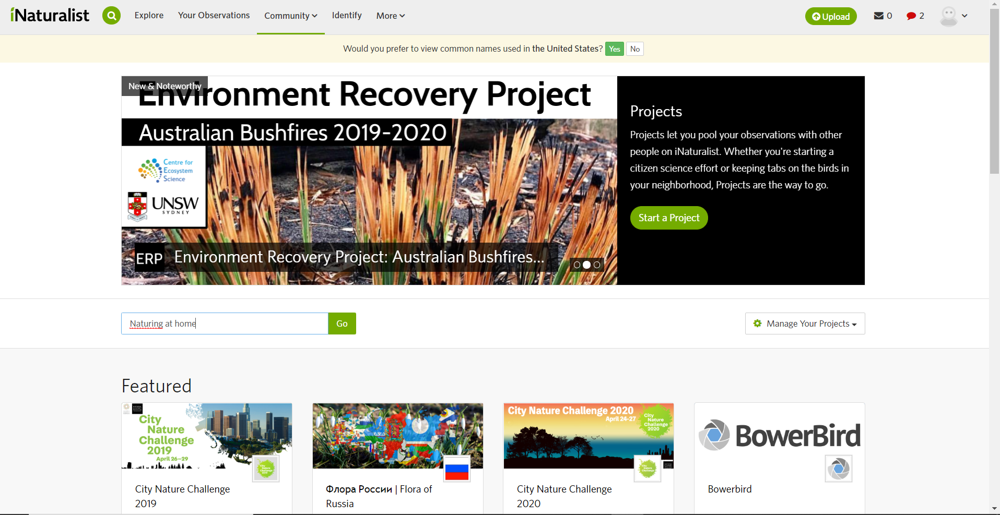 iNaturalist
Explore
Your Observations
Community
Identify
More
Upload
0
2
Would you prefer to view common names used in the United States? Yes No
New & Noteworthy
Environment Recovery Project
Australian Bushfires 2019-2020
Centre for
Ecosystem
Science
UNSW
SYDNEY
ERP
Environment Recovery Project: Australian Bushfires...
Projects
Projects let you pool your observations with other
people on iNaturalist. Whether you're starting a
citizen science effort or keeping tabs on the birds in
your neighborhood, Projects are the way to go.
Start a Project
Naturing at home
Go
Manage Your Projects
Featured
City
Nature
Challenge
2019
April 26–29
City Nature Challenge
2019
Флора России | Flora of
Russia
City Nature Challenge 2020
April 24-27
City
Nature
Challenge
2020
City Nature Challenge
2020
BowerBird
Bowerbird